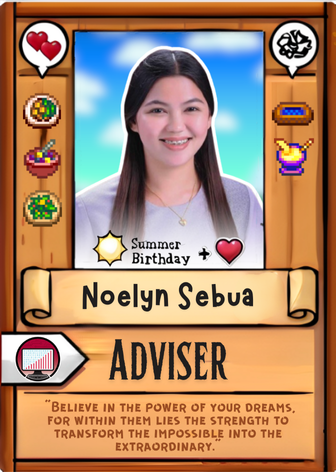 Summer
Birthday +
Noelyn Sebua
ADVISER
"BELIEVE IN THE POWER OF YOUR DREAMS,
FOR WITHIN THEM LIES THE STRENGTH TO
TRANSFORM THE IMPOSSIBLE INTO THE
EXTRAORDINARY."